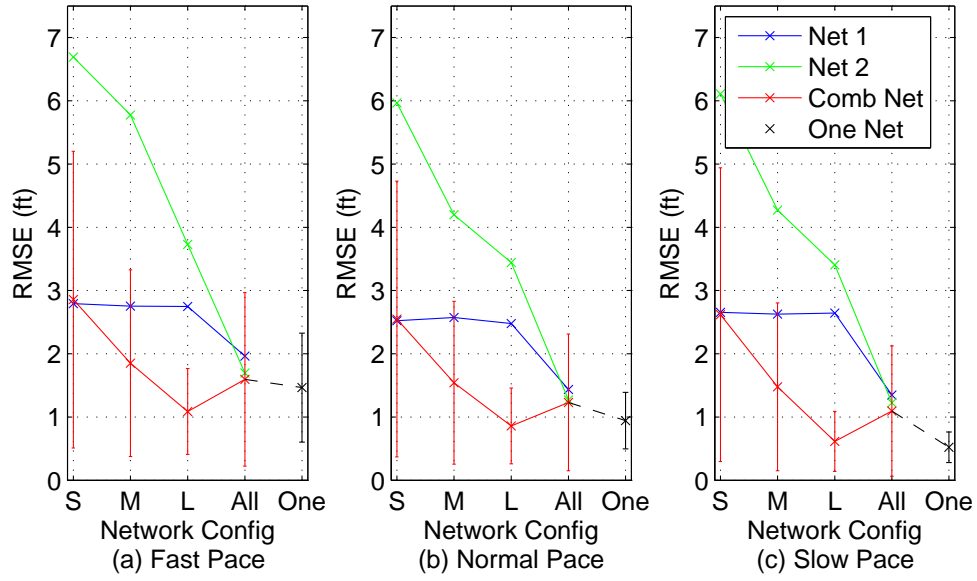 7
6
5
4
3
2
1
0
RMSE (ft)
S M L All One
Network Config
(a) Fast Pace
7
6
5
4
3
2
1
0
RMSE (ft)
S M L All One
Network Config
(b) Normal Pace
7
6
5
4
3
2
1
0
RMSE (ft)
S M L All One
Network Config
(c) Slow Pace
Net 1
Net 2
Comb Net
One Net